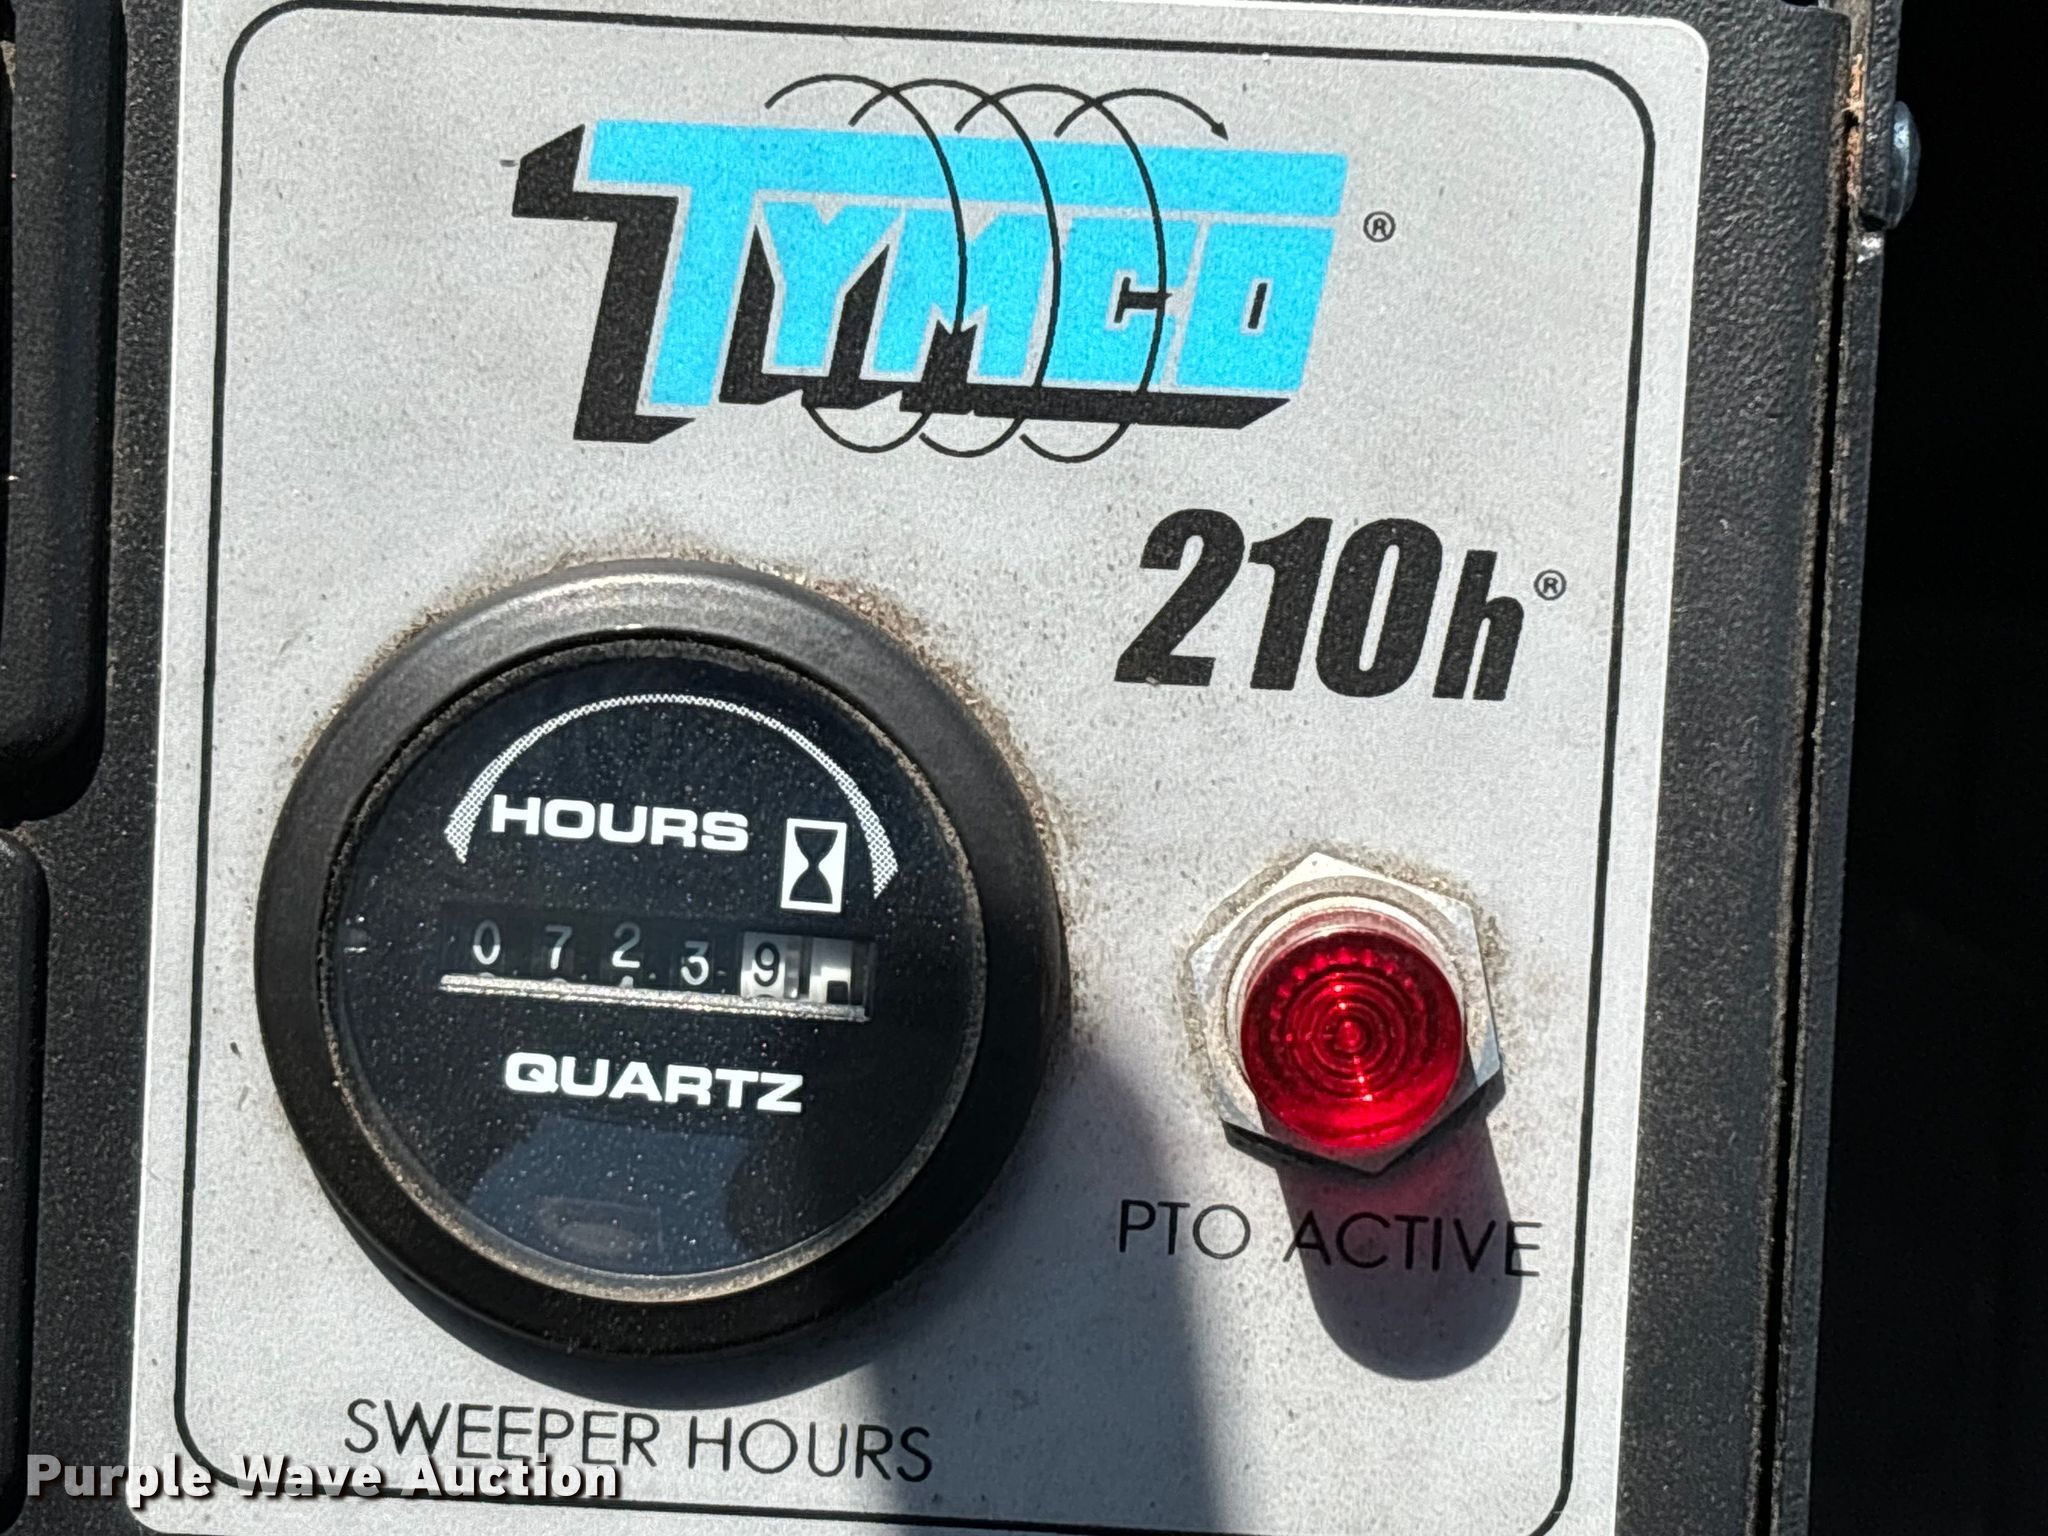 TYMCO®
210h®
HOURS
07239
QUARTZ
PTO ACTIVE
SWEEPER HOURS
Purple Wave Auction